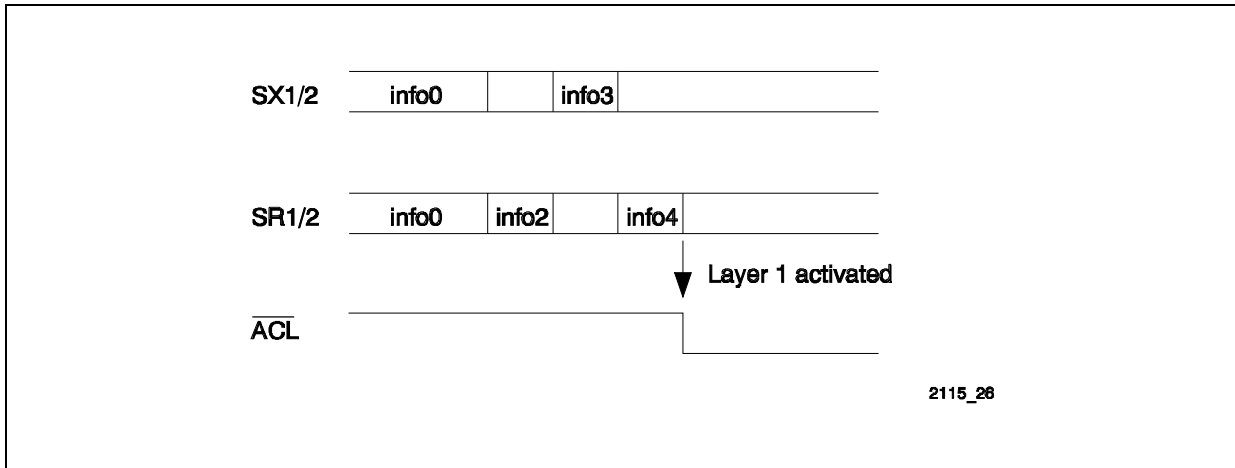 SX1/2 info0 info3
SR1/2 info0 info2 info4
Layer 1 activated
ACL
2115_26